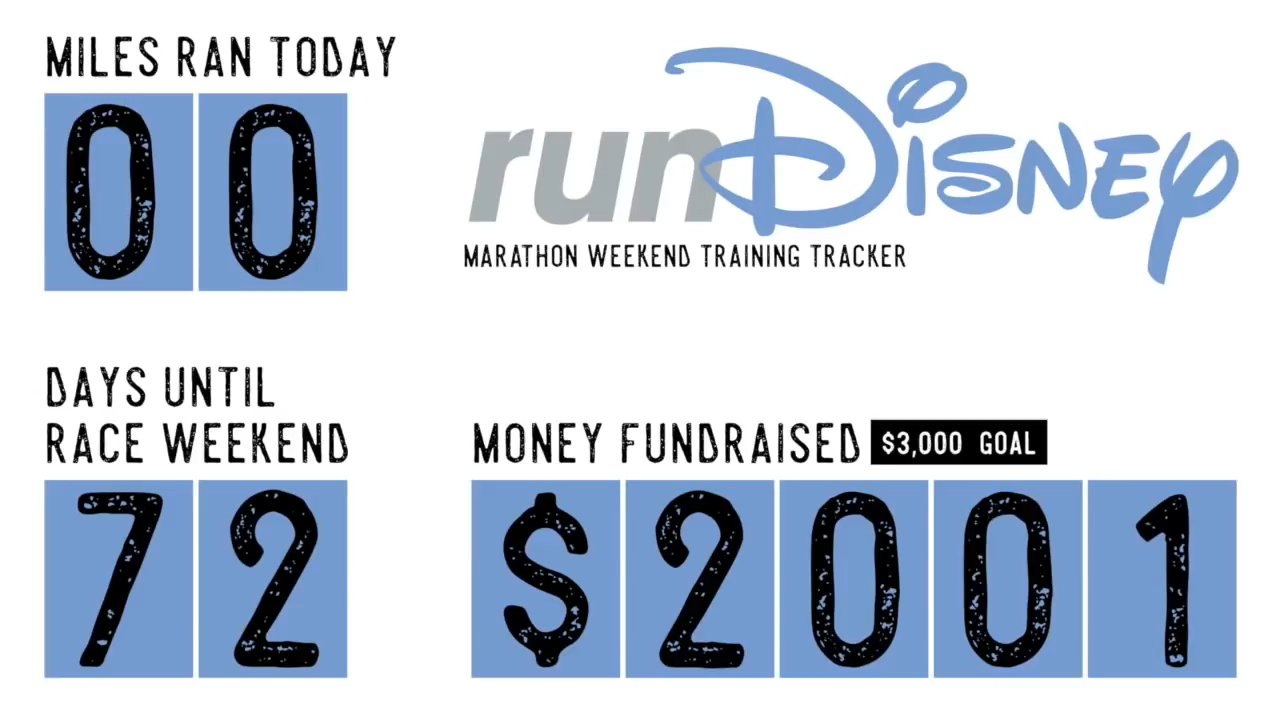 MILES RAN TODAY
00
runDisney
MARATHON WEEKEND TRAINING TRACKER
DAYS UNTIL
RACE WEEKEND
72
MONEY FUNDRAISED $3,000 GOAL
$2001